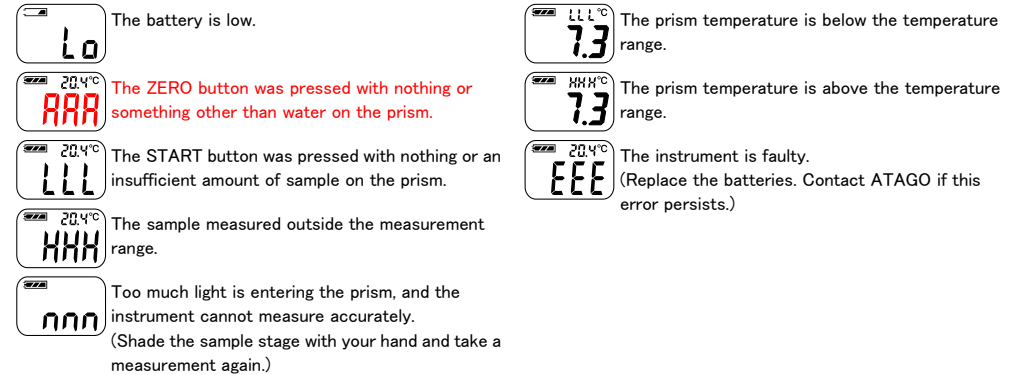 The battery is low.
Lo
20.4°C
The ZERO button was pressed with nothing or
something other than water on the prism.
AAA
20.4°C
The START button was pressed with nothing or an
insufficient amount of sample on the prism.
LLL
20.4°C
The sample measured outside the measurement
range.
HHH
Too much light is entering the prism, and the
instrument cannot measure accurately.
nnn
(Shade the sample stage with your hand and take a
measurement again.)
LLL°C
The prism temperature is below the temperature
range.
7.3
HHH°C
The prism temperature is above the temperature
range.
7.3
20.4°C
The instrument is faulty.
EEE
(Replace the batteries. Contact ATAGO if this
error persists.)